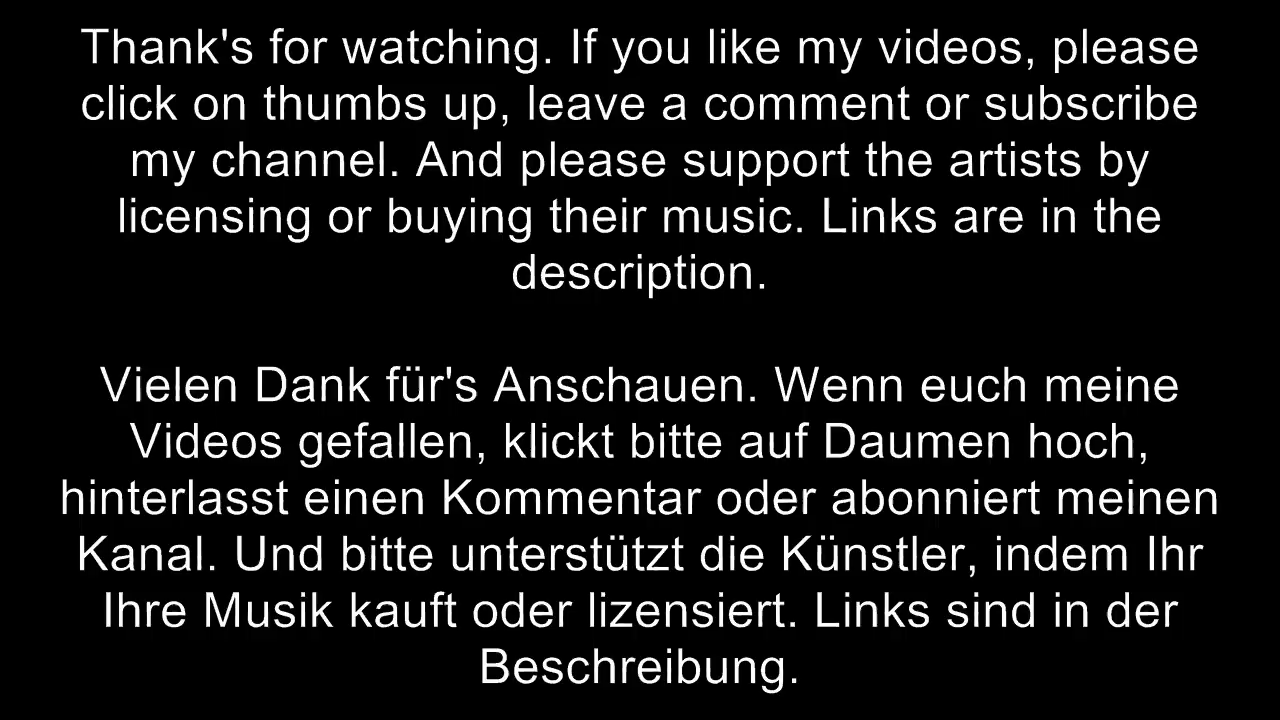 Thank's for watching. If you like my videos, please
click on thumbs up, leave a comment or subscribe
my channel. And please support the artists by
licensing or buying their music. Links are in the
description.
Vielen Dank für's Anschauen. Wenn euch meine
Videos gefallen, klickt bitte auf Daumen hoch,
hinterlasst einen Kommentar oder abonniert meinen
Kanal. Und bitte unterstützt die Künstler, indem Ihr
Ihre Musik kauft oder lizensiert. Links sind in der
Beschreibung.